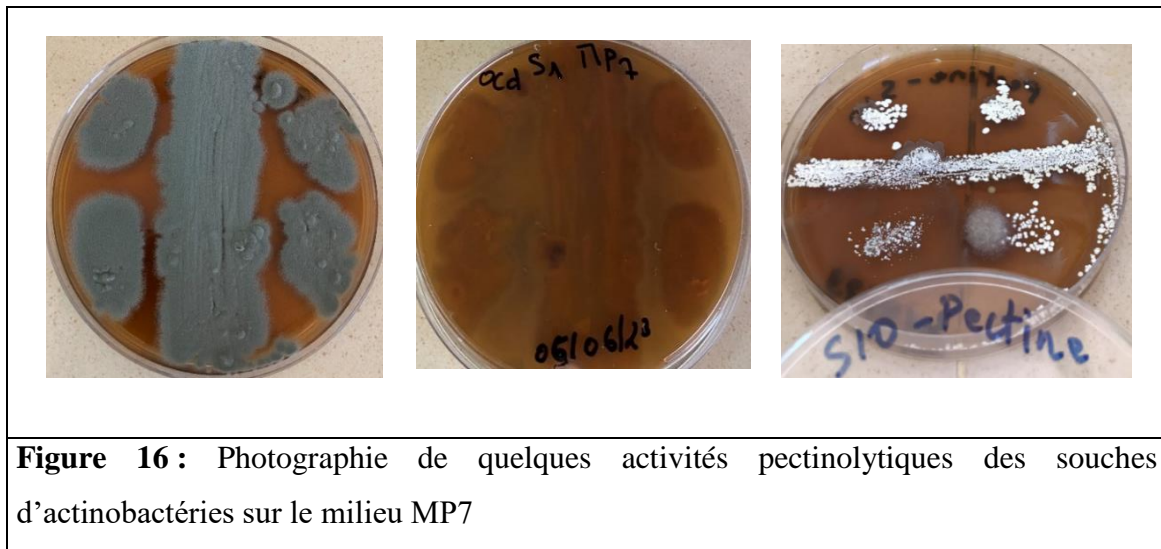 ocd S1 MP7
05/06/23
S10-Pectine
Figure 16 : Photographie de quelques activités pectinolytiques des souches
d’actinobactéries sur le milieu MP7